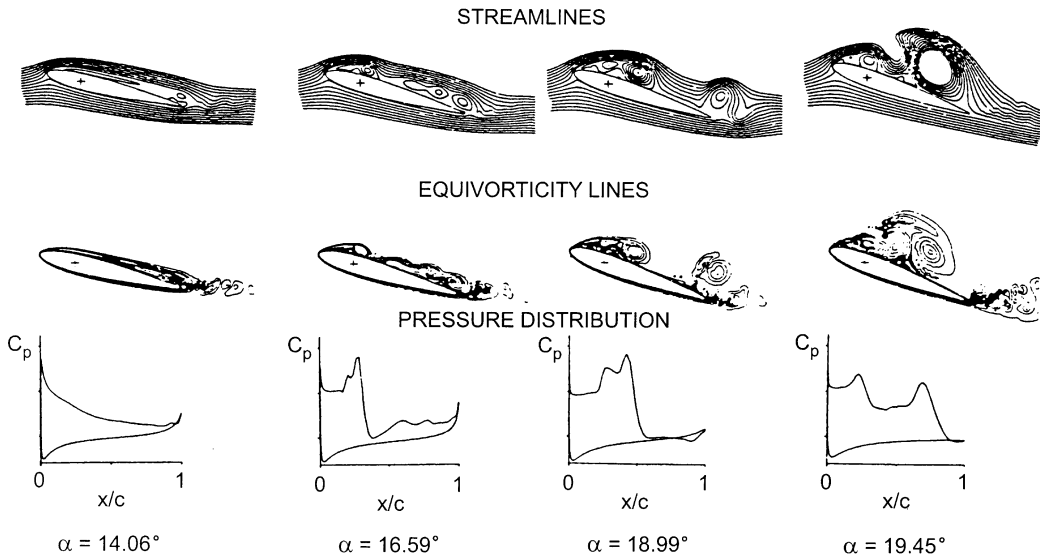 STREAMLINES
EQUIVORTICITY LINES
PRESSURE DISTRIBUTION
Cp
Cp
Cp
Cp
0 1
0 1
0 1
0 1
x/c
x/c
x/c
x/c
α = 14.06°
α = 16.59°
α = 18.99°
α = 19.45°